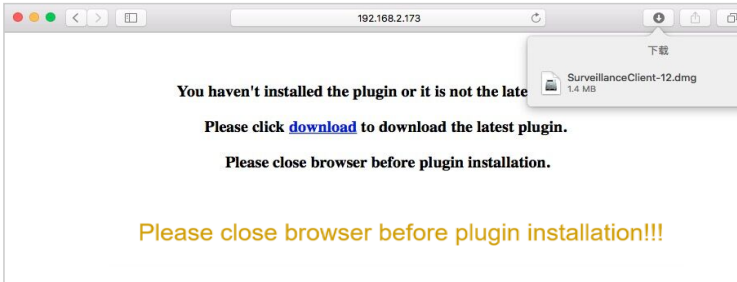 192.168.2.173
下载
SurveillanceClient-12.dmg
1.4 MB
You haven't installed the plugin or it is not the late
Please click download to download the latest plugin.
Please close browser before plugin installation.
Please close browser before plugin installation!!!